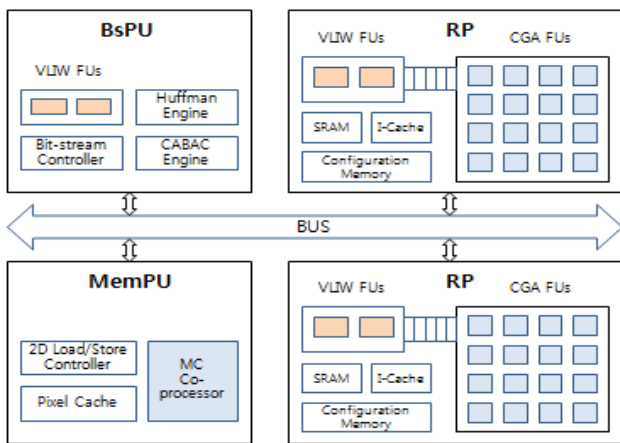 BsPU
VLIW FUs
Huffman
Engine
Bit-stream
Controller
CABAC
Engine
RP
VLIW FUs
CGA FUs
SRAM
I-Cache
Configuration
Memory
BUS
MemPU
2D Load/Store
Controller
Pixel Cache
MC
Co-
processor
RP
VLIW FUs
CGA FUs
SRAM
I-Cache
Configuration
Memory